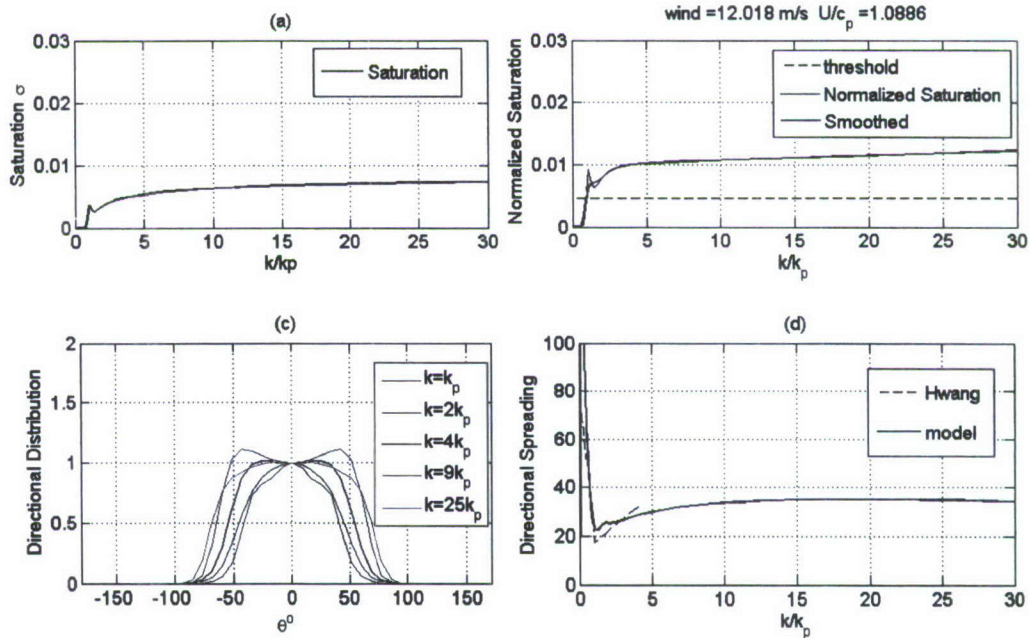 (a)
wind =12.018 m/s U/c_p =1.0886
0.03
0.02
0.01
0
Saturation σ
Saturation
0 5 10 15 20 25 30
k/kp
0.03
0.02
0.01
0
Normalized Saturation
threshold
Normalized Saturation
Smoothed
0 5 10 15 20 25 30
k/k_p
(c)
2
1.5
1
0.5
0
Directional Distribution
k=k_p
k=2k_p
k=4k_p
k=9k_p
k=25k_p
-150 -100 -50 0 50 100 150
θ⁰
(d)
100
80
60
40
20
0
Directional Spreading
Hwang
model
0 5 10 15 20 25 30
k/k_p